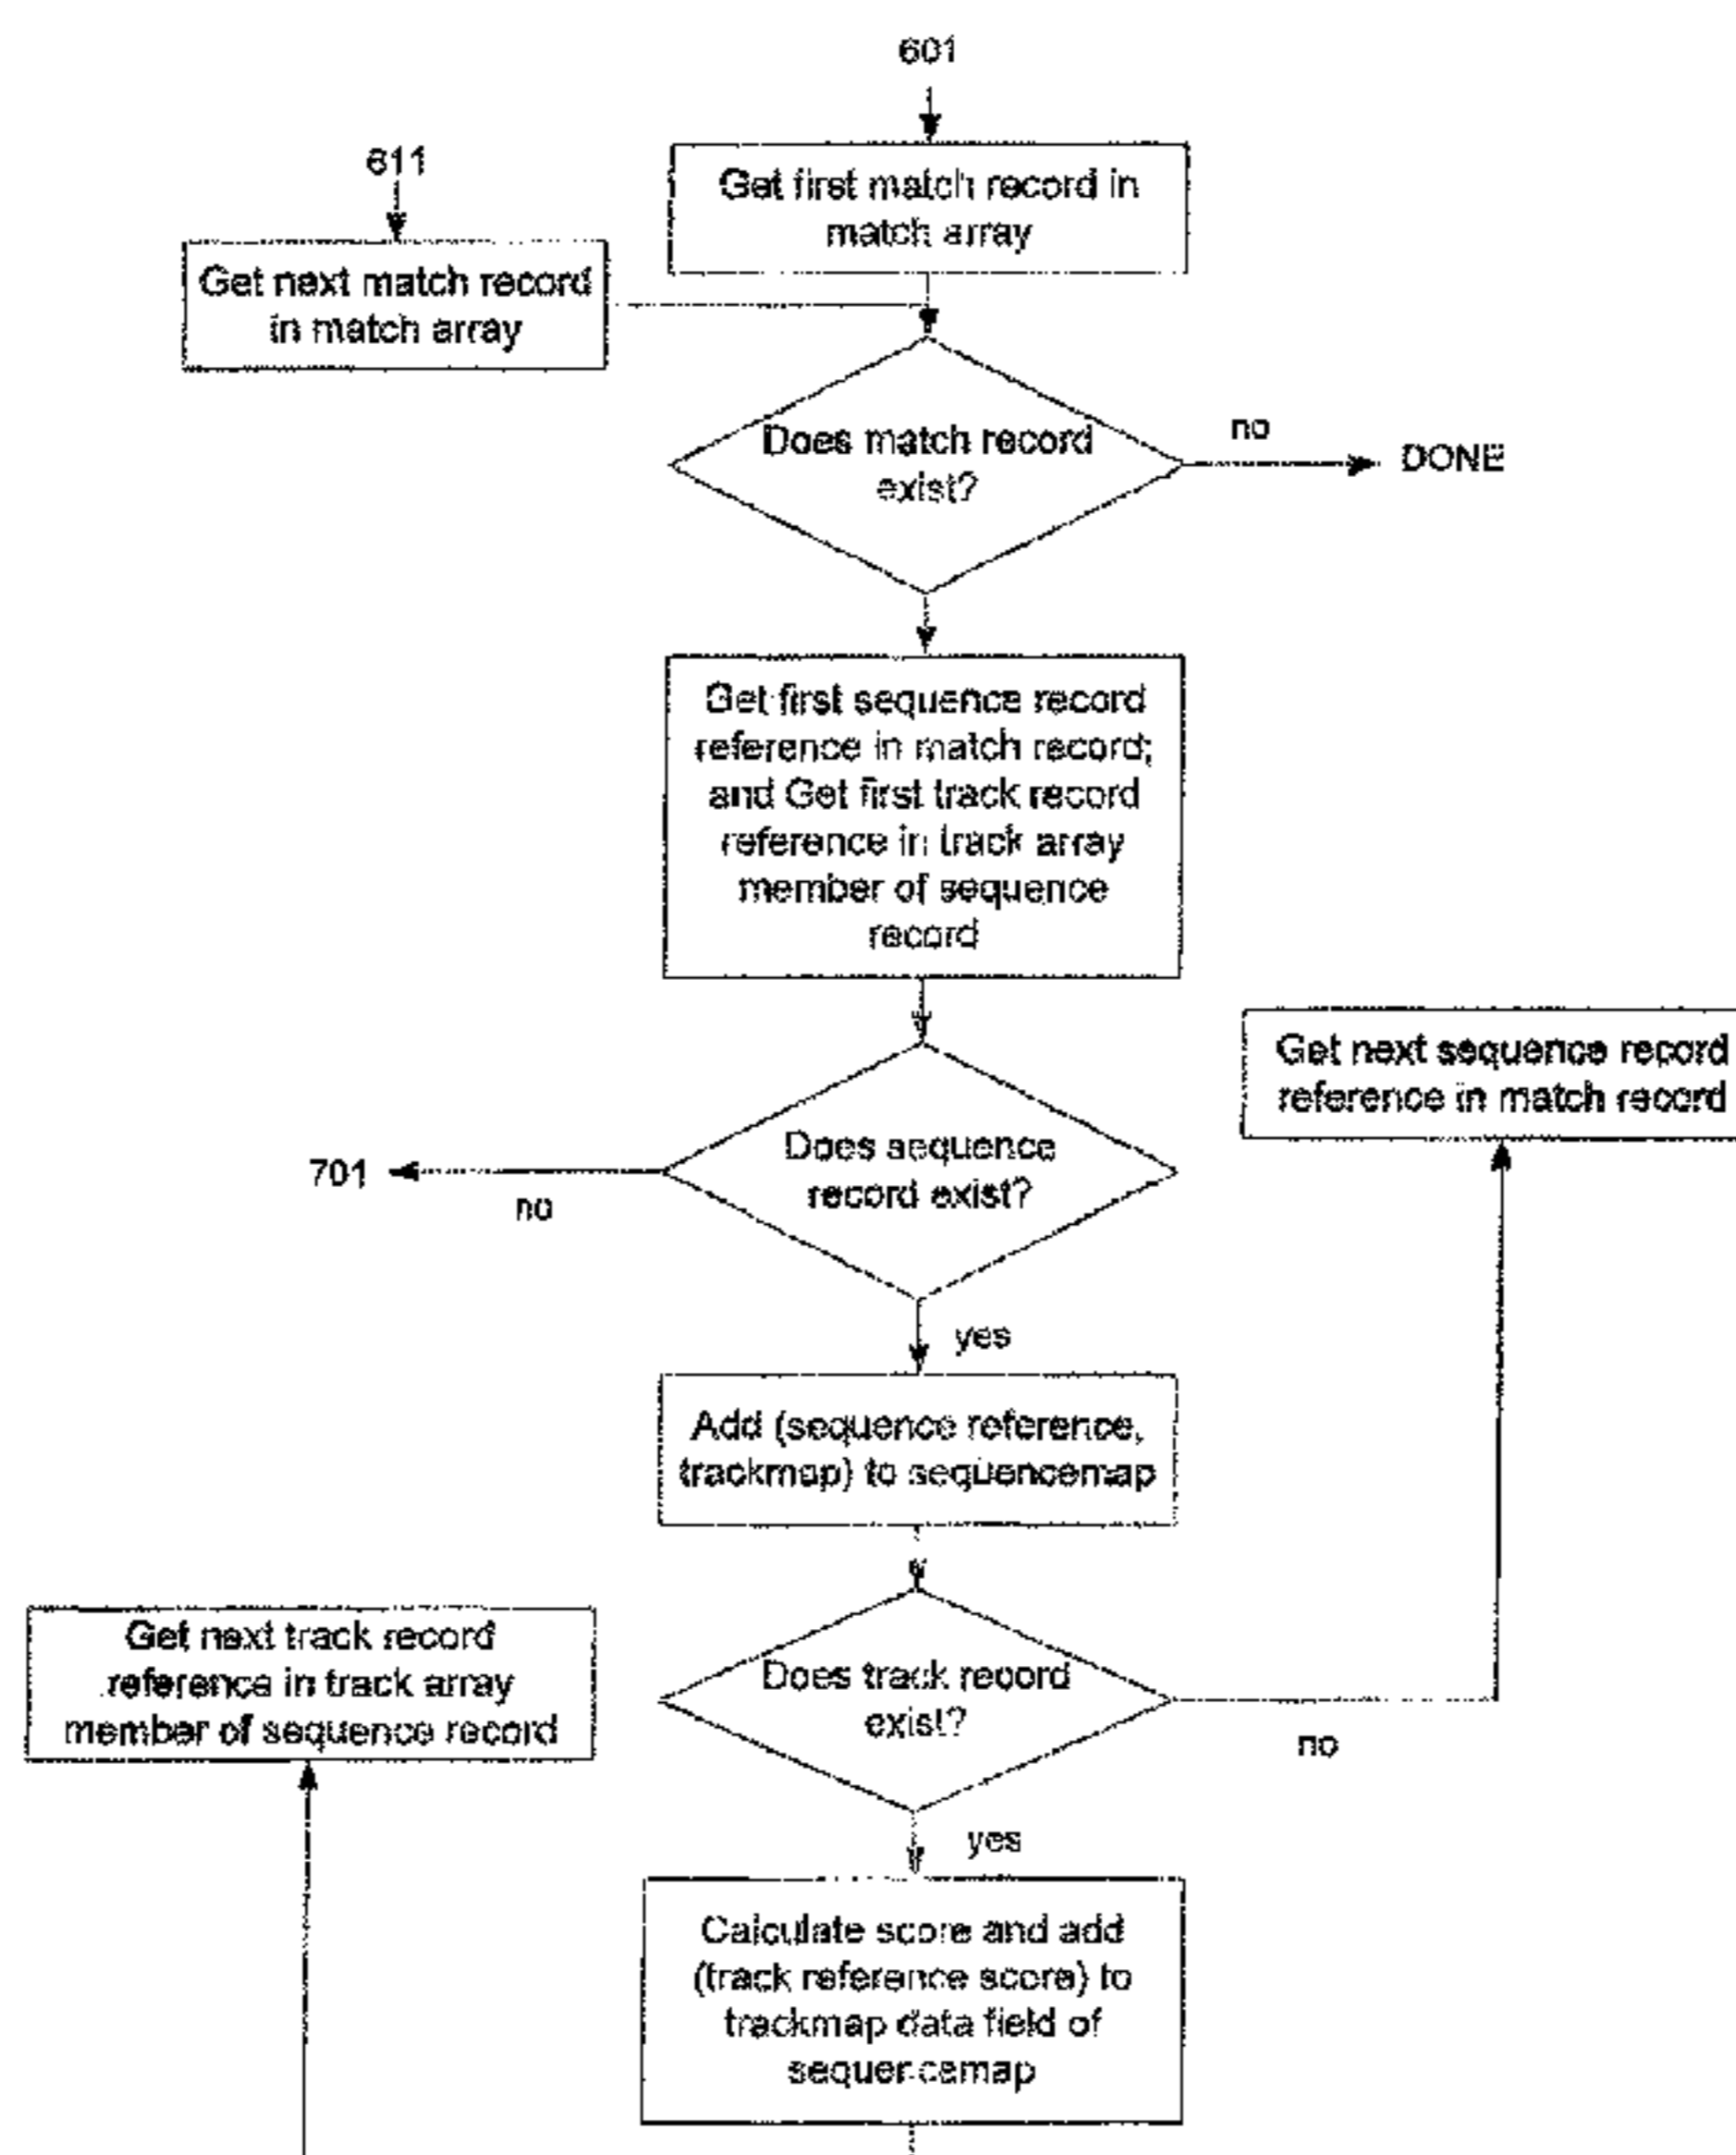 601
Get first match record in
match array
611
Get next match record
in match array
Does match record
exist?
no
DONE
Get first sequence record
reference in match record;
and Get first track record
reference in track array
member of sequence
record
Get next sequence record
reference in match record
Does sequence
record exist?
701
no
yes
Add (sequence reference,
trackmap) to sequencemap
Get next track record
reference in track array
member of sequence record
Does track record
exist?
no
yes
Calculate score and add
(track reference score) to
trackmap data field of
sequencemap